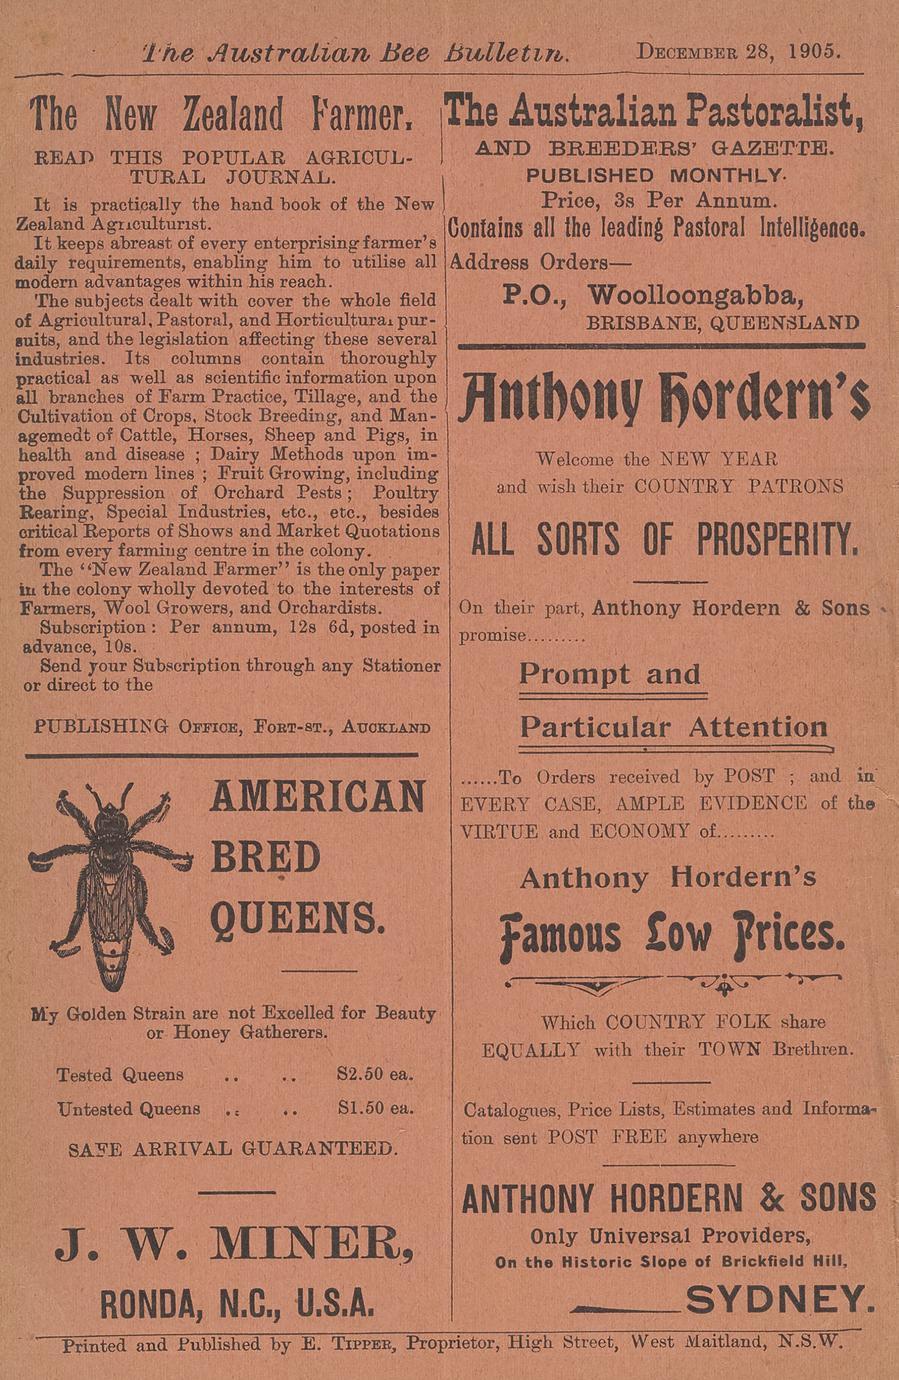 The Australian Bee Bulletin. DECEMBER 28, 1905.
The New Zealand Farmer.
READ THIS POPULAR AGRICUL-
TURAL JOURNAL.
It is practically the hand book of the New
Zealand Agriculturist.
It keeps abreast of every enterprising farmer's
daily requirements, enabling him to utilise all
modern advantages within his reach.
The subjects dealt with cover the whole field
of Agricultural, Pastoral, and Horticultural pur-
suits, and the legislation affecting these several
industries. Its columns contain thoroughly
practical as well as scientific information upon
all branches of Farm Practice, Tillage, and the
Cultivation of Crops, Stock Breeding, and Man-
agemedt of Cattle, Horses, Sheep and Pigs, in
health and disease ; Dairy Methods upon im-
proved modern lines ; Fruit Growing, including
the Suppression of Orchard Pests ; Poultry
Rearing, Special Industries, etc., etc., besides
critical Reports of Shows and Market Quotations
from every farming centre in the colony.
The "New Zealand Farmer" is the only paper
in the colony wholly devoted to the interests of
Farmers, Wool Growers, and Orchardists.
Subscription : Per annum, 12s 6d, posted in
advance, 10s.
Send your Subscription through any Stationer
or direct to the
PUBLISHING OFFICE, FORT-ST., AUCKLAND
AMERICAN
BRED
QUEENS.
My Golden Strain are not Excelled for Beauty
or Honey Gatherers.
Tested Queens .. .. S2.50 ea.
Untested Queens .. .. S1.50 ea.
SAFE ARRIVAL GUARANTEED.
J. W. MINER,
RONDA, N.C., U.S.A.
The Australian Pastoralist,
AND BREEDERS' GAZETTE.
PUBLISHED MONTHLY.
Price, 3s Per Annum.
Contains all the leading Pastoral Intelligence.
Address Orders—
P.O., Woolloongabba,
BRISBANE, QUEENSLAND
Anthony Hordern's
Welcome the NEW YEAR
and wish their COUNTRY PATRONS
ALL SORTS OF PROSPERITY.
On their part, Anthony Hordern & Sons
promise.........
Prompt and
Particular Attention
......To Orders received by POST ; and in
EVERY CASE, AMPLE EVIDENCE of the
VIRTUE and ECONOMY of.........
Anthony Hordern's
Famous Low Prices.
Which COUNTRY FOLK share
EQUALLY with their TOWN Brethren.
Catalogues, Price Lists, Estimates and Informa-
tion sent POST FREE anywhere
ANTHONY HORDERN & SONS
Only Universal Providers,
On the Historic Slope of Brickfield Hill,
SYDNEY.
Printed and Published by E. TIPPER, Proprietor, High Street, West Maitland, N.S.W.